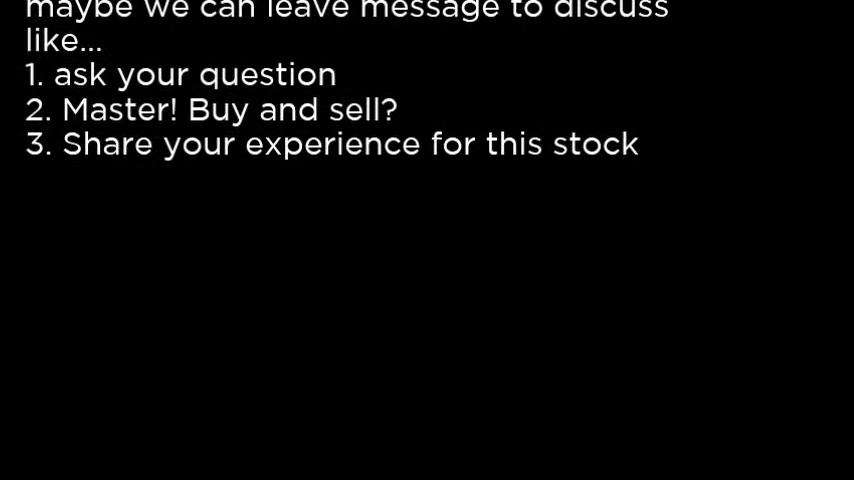 maybe we can leave message to discuss
like...
1. ask your question
2. Master! Buy and sell?
3. Share your experience for this stock